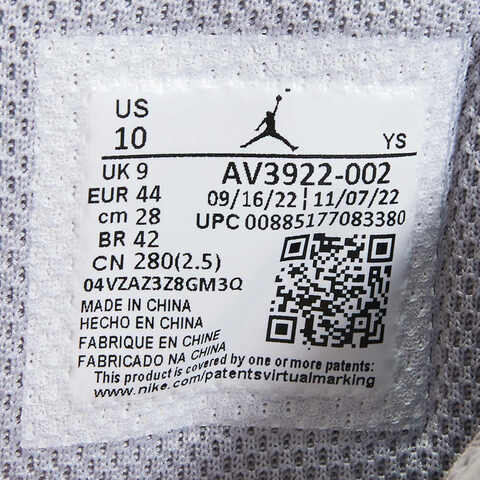 US
10
YS
UK 9
EUR 44
cm 28
BR 42
CN 280(2.5)
AV3922-002
09/16/22 | 11/07/22
UPC 00885177083380
04VZAZ3Z8GM3Q
MADE IN CHINA
HECHO EN CHINA
FABRIQUE EN CHINE
FABRICADO NA CHINA
This product is covered by one or more patents:
www.nike.com/patentsvirtualmarking